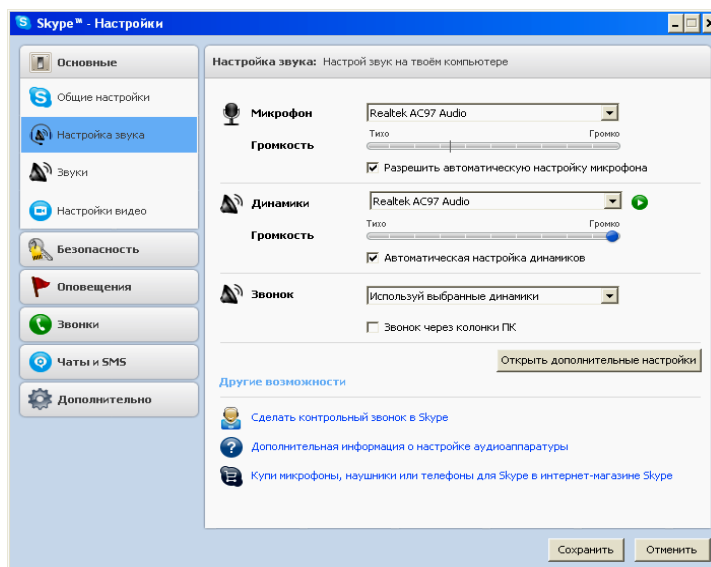 Skype™ - Настройки
Основные
Общие настройки
Настройка звука
Звуки
Настройки видео
Безопасность
Оповещения
Звонки
Чаты и SMS
Дополнительно
Настройка звука: Настрой звук на твоём компьютере
Микрофон Realtek AC97 Audio
Тихо Громко
Громкость
Разрешить автоматическую настройку микрофона
Динамики Realtek AC97 Audio
Тихо Громко
Громкость
Автоматическая настройка динамиков
Звонок Используй выбранные динамики
Звонок через колонки ПК
Открыть дополнительные настройки
Другие возможности
Сделать контрольный звонок в Skype
Дополнительная информация о настройке аудиоаппаратуры
Купи микрофоны, наушники или телефоны для Skype в интернет-магазине Skype
Сохранить Отменить